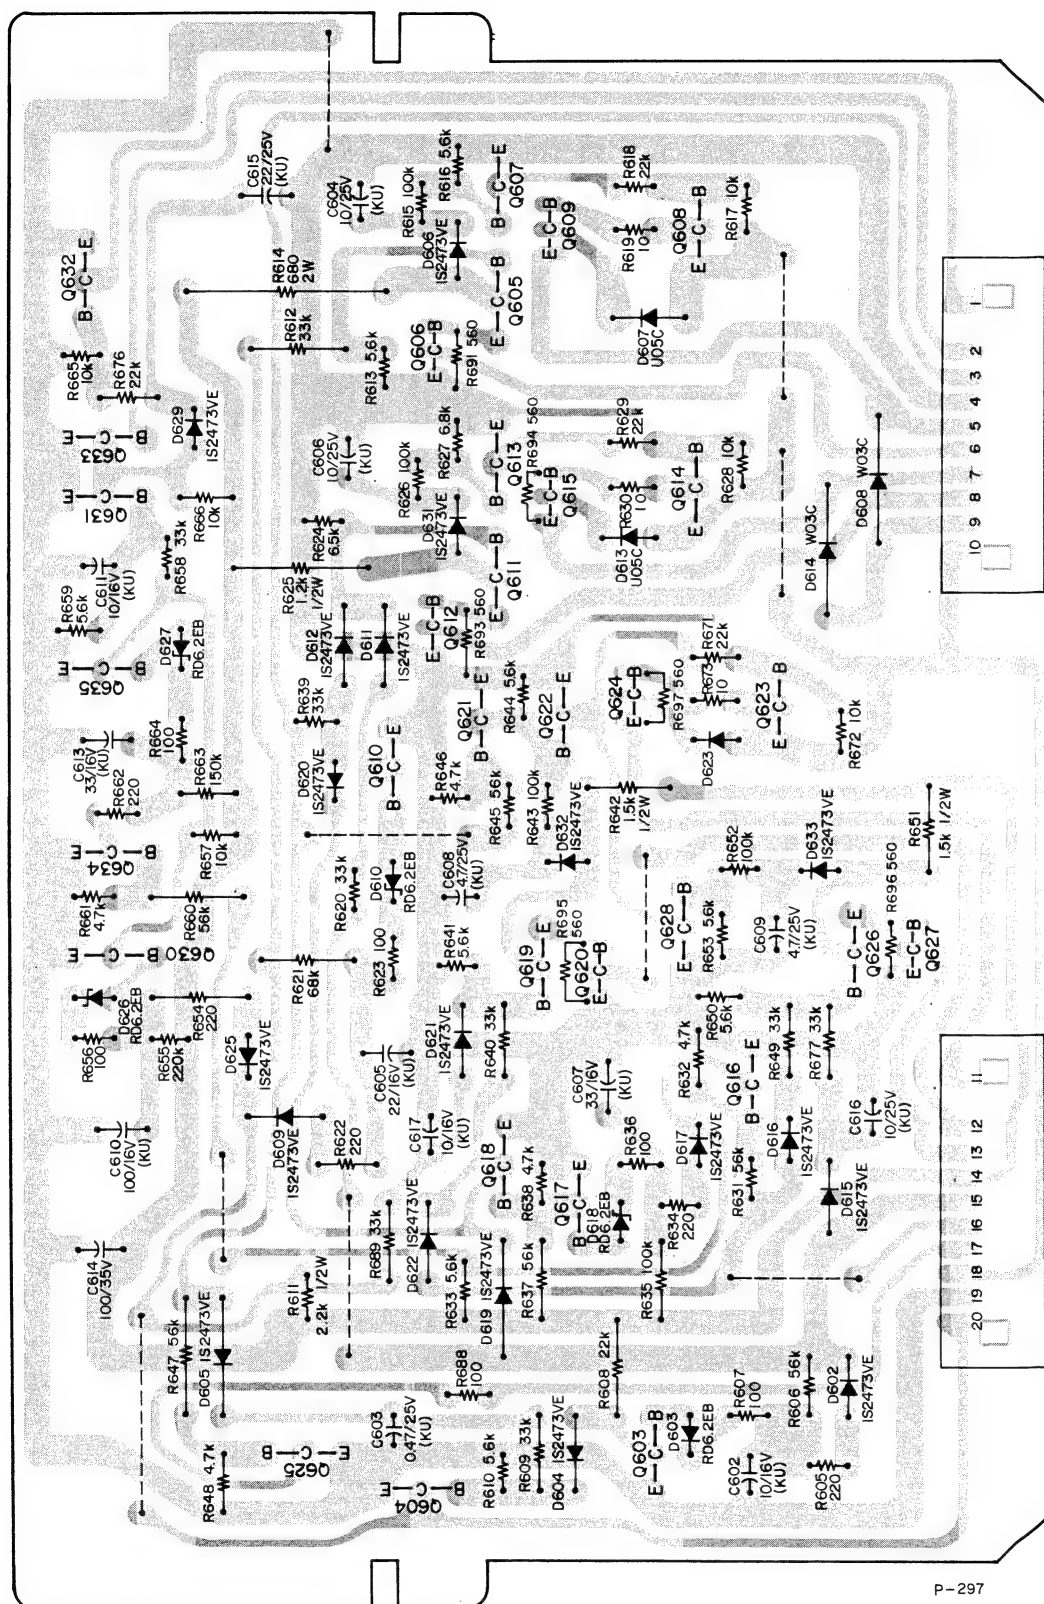 Q632
B—C—E
C615
22/25V
(KU)
C604
10/25V
(KU)
R615 100k
R616 5.6k
B—C—E
Q607
R618
22k
R617 10k
R665
10k
R676
22k
D629
IS2473VE
R614
680
2W
R612
33k
R613 5.6k
D606
IS2473VE
Q606
E—C—B
R691 560
E—C—B
Q605
E-C-B
Q609
R619
10
Q608
E—C—B
D607
U05C
1
2
3
4
5
6
7
8
9
10
E—C—B
Q633
E—C—B
Q631
R666
10k
R658 33k
C606
10/25V
(KU)
R626 100k
R627 6.8k
B—C—E
Q613
R694 560
E-C-B
Q615
R629
22k
R630
10
Q614
E—C—B
R628 10k
D608 W03C
D614 W03C
R624
6.5k
R625
1.2k
1/2W
D631
IS2473VE
E—C—B
Q611
D613
U05C
C611
10/16V
(KU)
R659
5.6k
D627
RD6.2EB
E—C—B
Q635
D612
IS2473VE
D611
IS2473VE
E—C—B
Q612
R693 560
R639
33k
Q621
B—C—E
R644 5.6k
Q622
B—C—E
Q624
E-C-B
R697 560
R671
22k
R673
10
Q623
E—C—B
R672 10k
D623
C613
33/16V
(KU)
R664
100
R663
150k
R662
220
D620
IS2473VE
Q610
B—C—E
R646
4.7k
R645 56k
R643 100k
R642
1.5k
1/2W
D632
IS2473VE
R652
100k
D633
IS2473VE
R651
1.5k 1/2W
E—C—B
Q634
R657
10k
R661
4.7k
R660
56k
E—C—B
Q630
R620 33k
D610
RD6.2EB
C608
47/25V
(KU)
R623 100
R641
5.6k
R621
68k
R695
560
Q619
B—C—E
Q620
E-C-B
Q628
E—C—B
R653 5.6k
C609
4.7/25V
(KU)
B—C—E
Q626
R696 560
E-C-B
Q627
D626
RD6.2EB
R656
100
R654
220
R655
220k
D625
IS2473VE
C605
22/16V
(KU)
D621
IS2473VE
R640 33k
C607
33/16V
(KU)
R650
5.6k
R632 4.7k
Q616
B—C—E
R649 33k
R677 33k
C616
10/25V
(KU)
11
12
13
14
15
16
17
18
19
20
C610
100/16V
(KU)
D609
IS2473VE
R622
220
C617
10/16V
(KU)
Q618
B—C—E
R638 4.7k
Q617
B—C—E
D618
RD6.2EB
R636
100
D617
IS2473VE
R631 56k
D616
IS2473VE
D615
IS2473VE
R634
220
C614
100/35V
R611
2.2k 1/2W
R689 33k
D622 IS2473VE
R633 5.6k
D619 IS2473VE
R637 56k
R635 100k
R647 56k
D605 IS2473VE
R688
100
R608 22k
R607
100
R606 56k
D602
IS2473VE
R648 4.7k
E—C—B
Q625
C603
0.47/25V
(KU)
E—C—B
Q604
R610 5.6k
R609 33k
D604 IS2473VE
Q603
E—C—B
D603
RD6.2EB
C602
10/16V
(KU)
R605
220
P-297